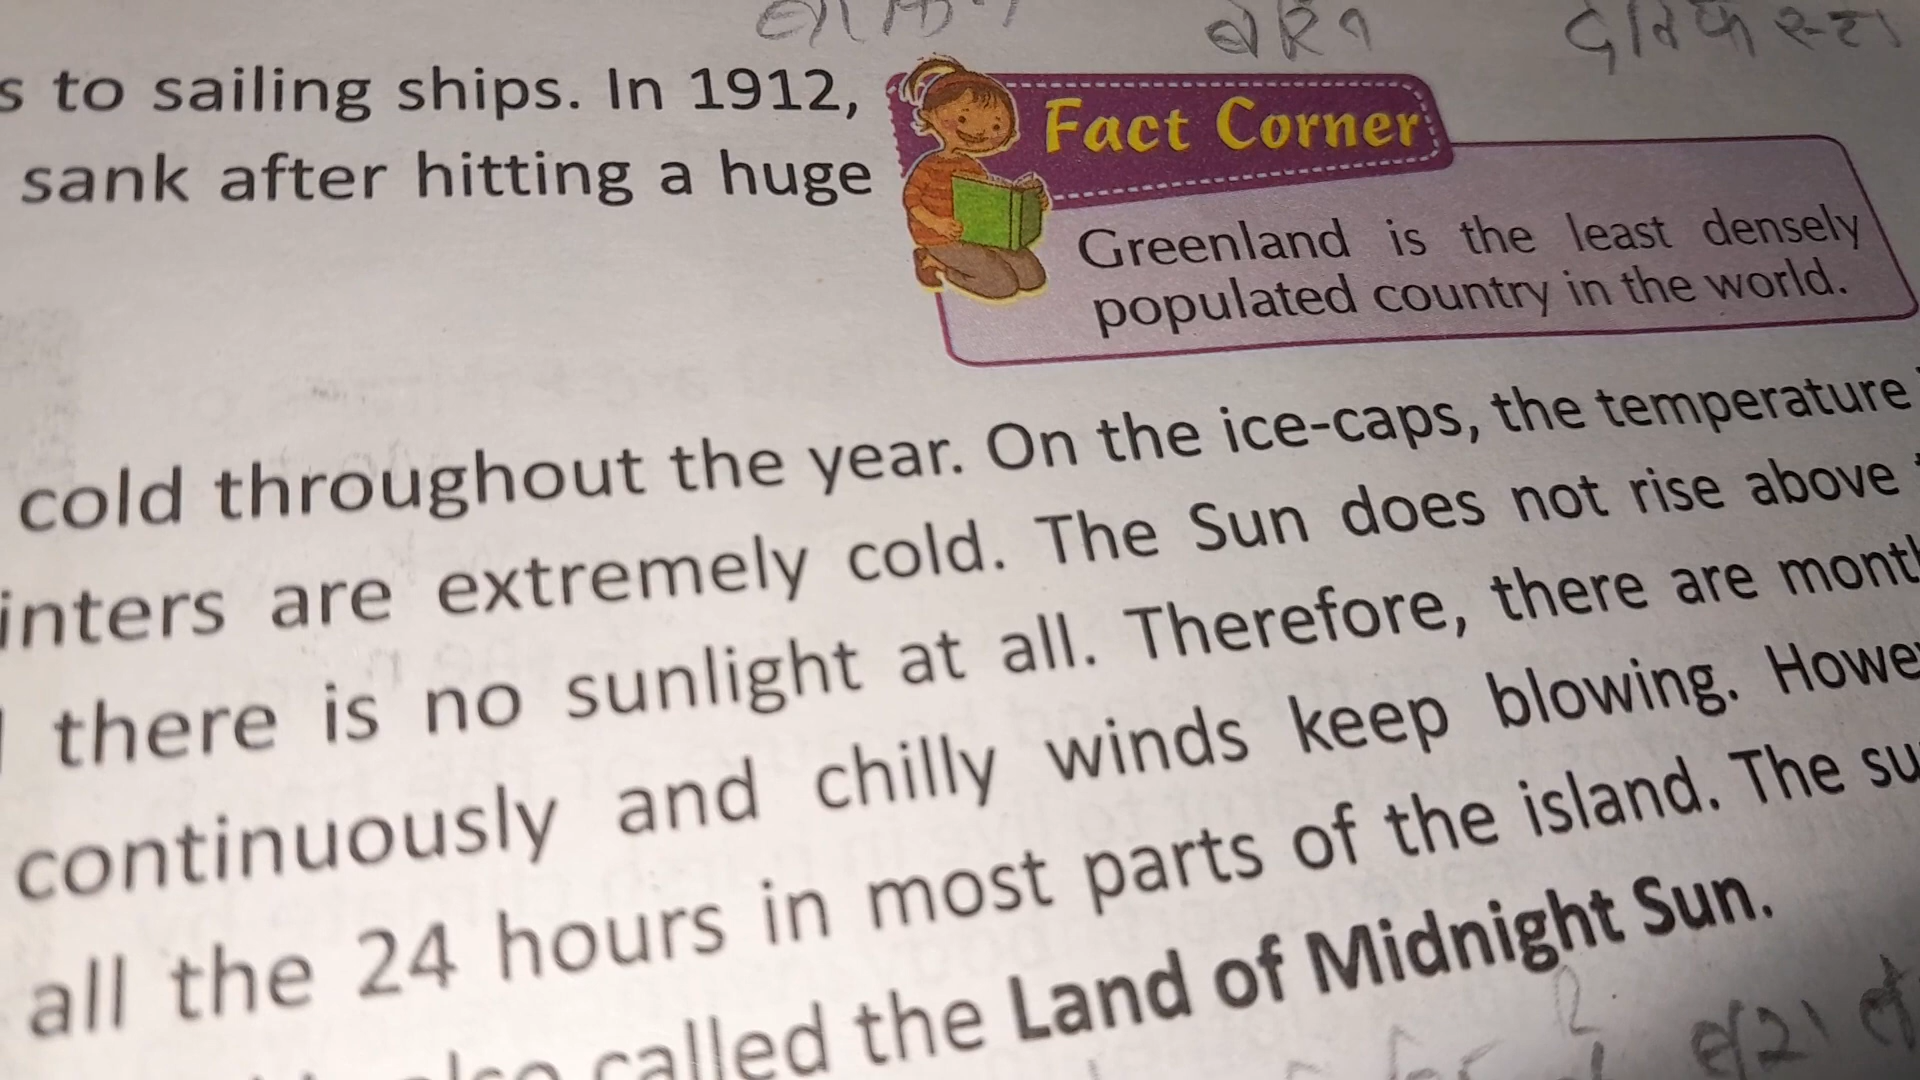 s to sailing ships. In 1912,
sank after hitting a huge
Fact Corner
Greenland is the least densely
populated country in the world.
cold throughout the year. On the ice-caps, the temperature
inters are extremely cold. The Sun does not rise above
there is no sunlight at all. Therefore, there are month
continuously and chilly winds keep blowing. Howe
all the 24 hours in most parts of the island. The su
called the Land of Midnight Sun.